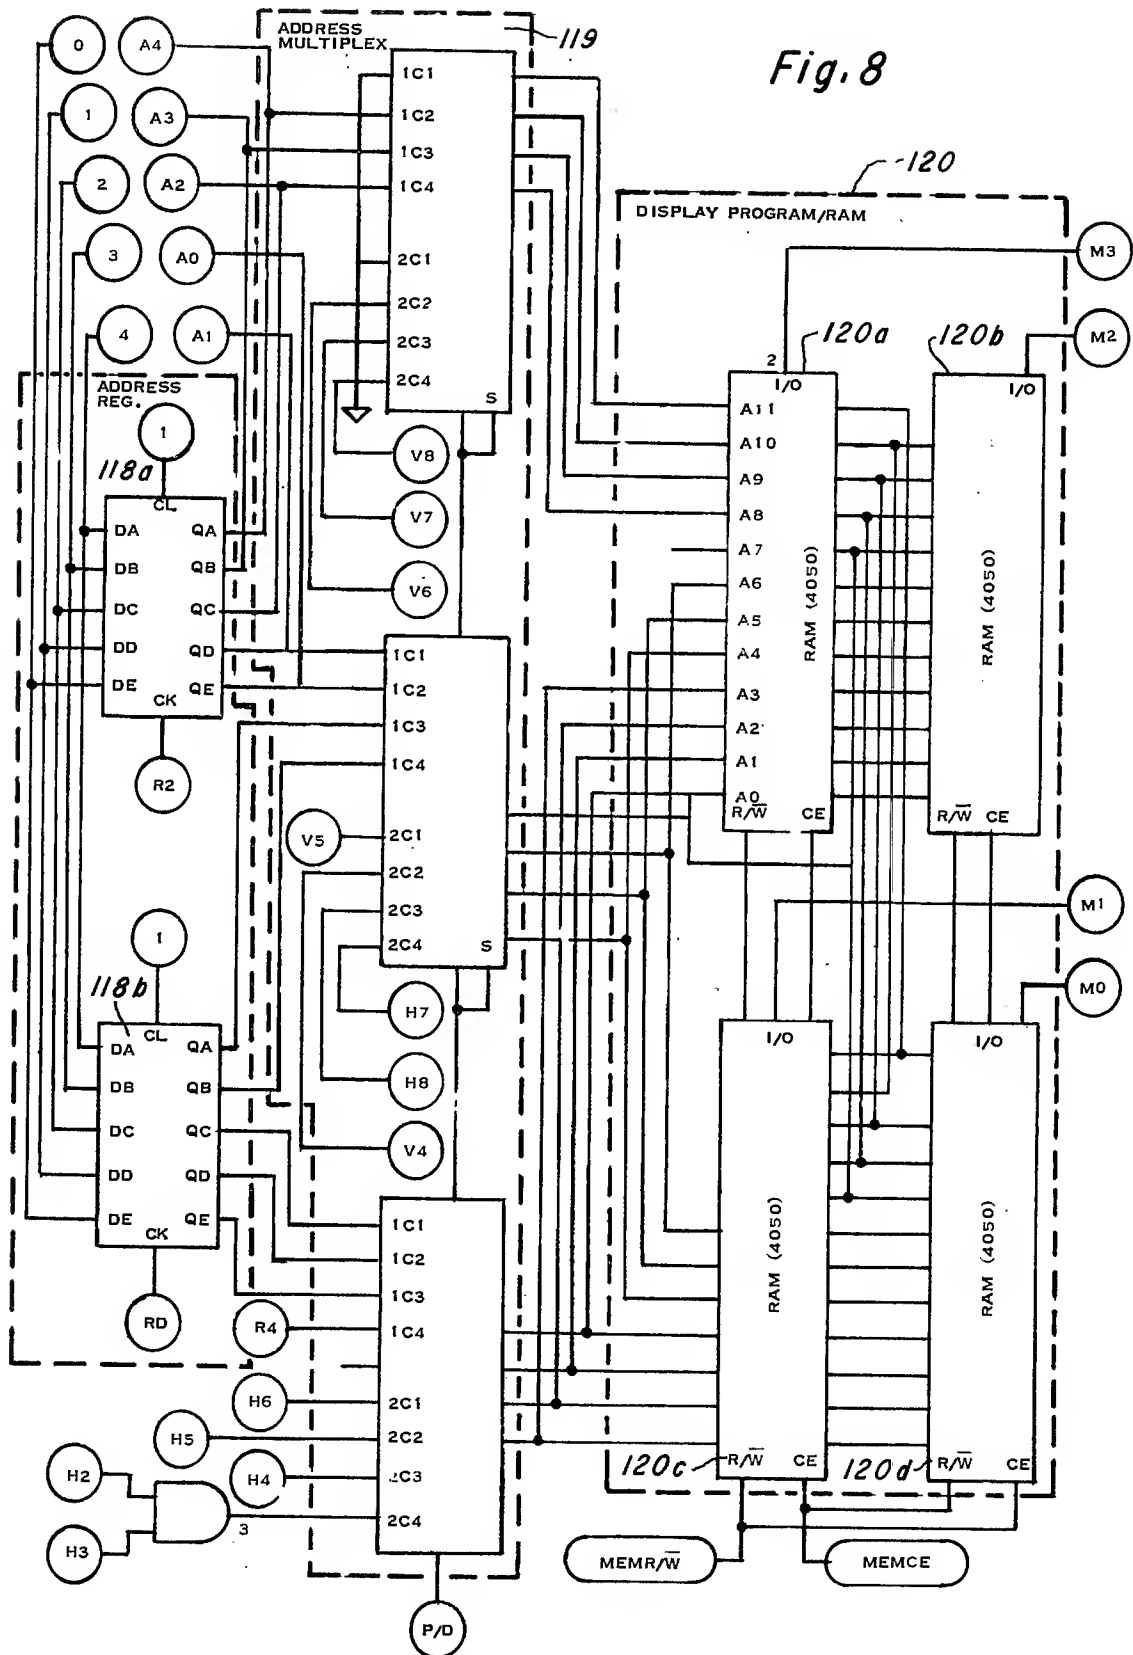 Fig. 8
0
A4
1
A3
2
A2
3
A0
4
A1
ADDRESS
MULTIPLEX
119
1C1
1C2
1C3
1C4
2C1
2C2
2C3
2C4
S
V8
V7
V6
ADDRESS
REG.
1
118a
CL
DA
QA
DB
QB
DC
QC
DD
QD
DE
QE
CK
R2
1C1
1C2
1C3
1C4
V5
2C1
2C2
2C3
2C4
S
H7
H8
V4
1
118b
CL
DA
QA
DB
QB
DC
QC
DD
QD
DE
QE
CK
RD
1C1
1C2
1C3
R4
1C4
H6
2C1
H5
2C2
H4
2C3
H2
H3
3
2C4
P/D
120
DISPLAY PROGRAM/RAM
M3
M2
120a
120b
2
I/O
I/O
A11
A10
A9
A8
A7
A6
A5
A4
A3
A2
A1
A0
RAM (4050)
RAM (4050)
R/W̅
CE
R/W̅
CE
M1
M0
I/O
I/O
RAM (4050)
RAM (4050)
120c
R/W̅
CE
120d
R/W̅
CE
MEMR/W̅
MEMCE